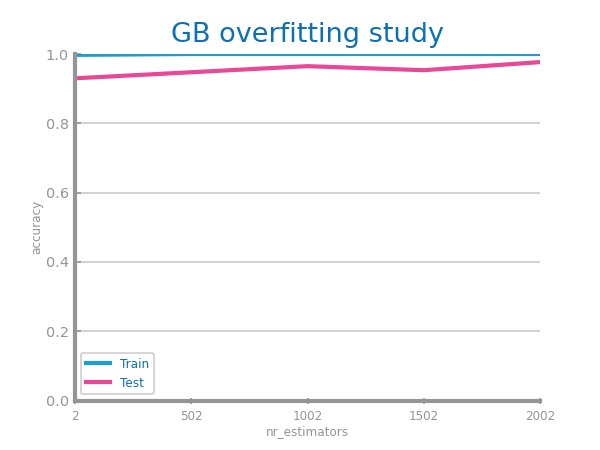 GB overfitting study
1.0
0.8
0.6
0.4
0.2
0.0
accuracy
Train
Test
2 502 1002 1502 2002
nr_estimators